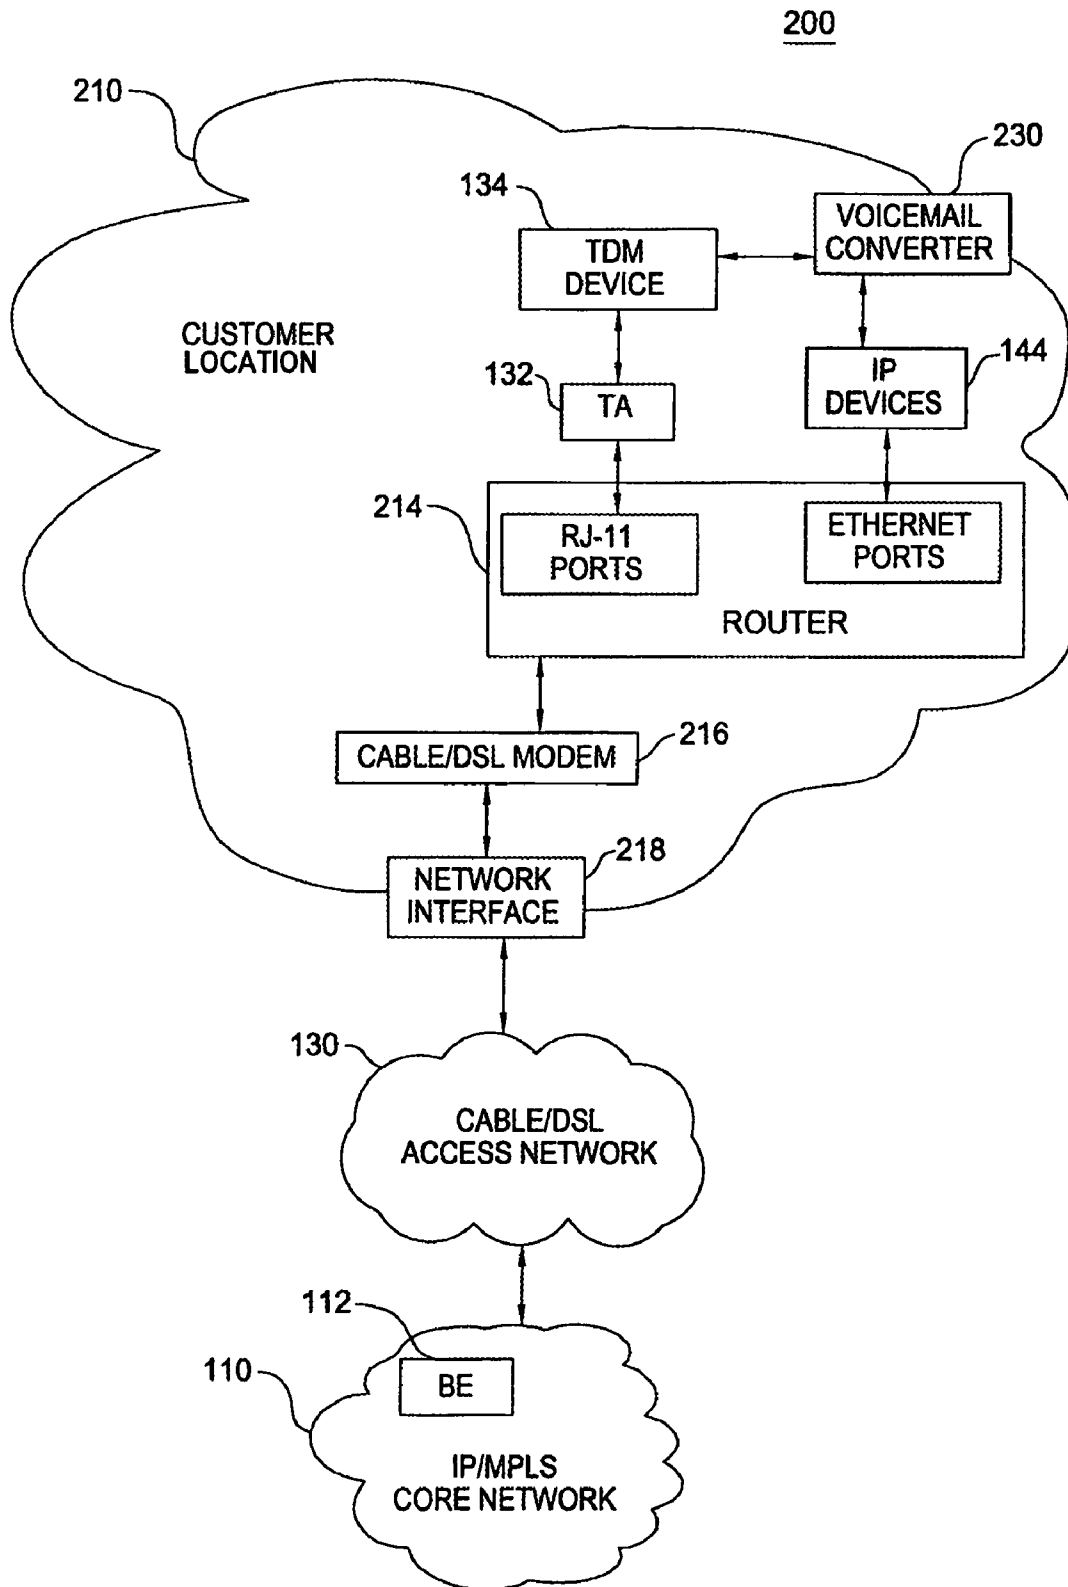 200
210
230
134
VOICEMAIL
CONVERTER
TDM
DEVICE
CUSTOMER
LOCATION
144
132
IP
DEVICES
TA
214
RJ-11
PORTS
ETHERNET
PORTS
ROUTER
216
CABLE/DSL MODEM
218
NETWORK
INTERFACE
130
CABLE/DSL
ACCESS NETWORK
112
110
BE
IP/MPLS
CORE NETWORK